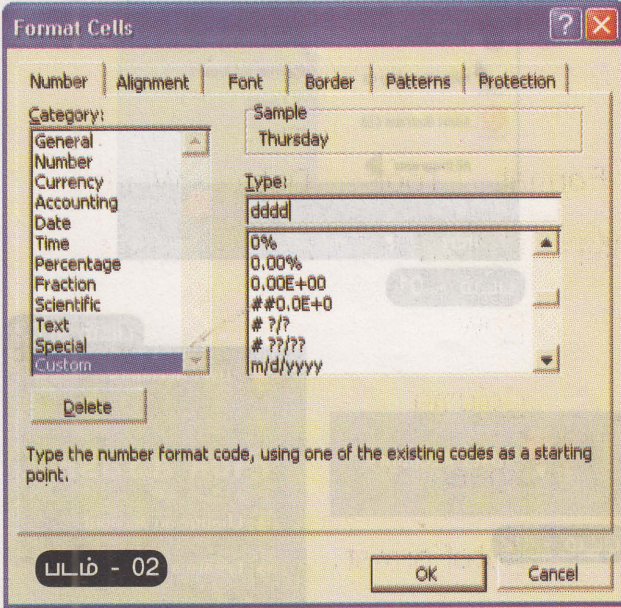 Format Cells
Number Alignment Font Border Patterns Protection
Category:
General
Number
Currency
Accounting
Date
Time
Percentage
Fraction
Scientific
Text
Special
Custom
Sample
Thursday
Type:
dddd
0%
0.00%
0.00E+00
##0.0E+0
# ?/?
# ??/??
m/d/yyyy
Delete
Type the number format code, using one of the existing codes as a starting
point.
படம் - 02
OK Cancel